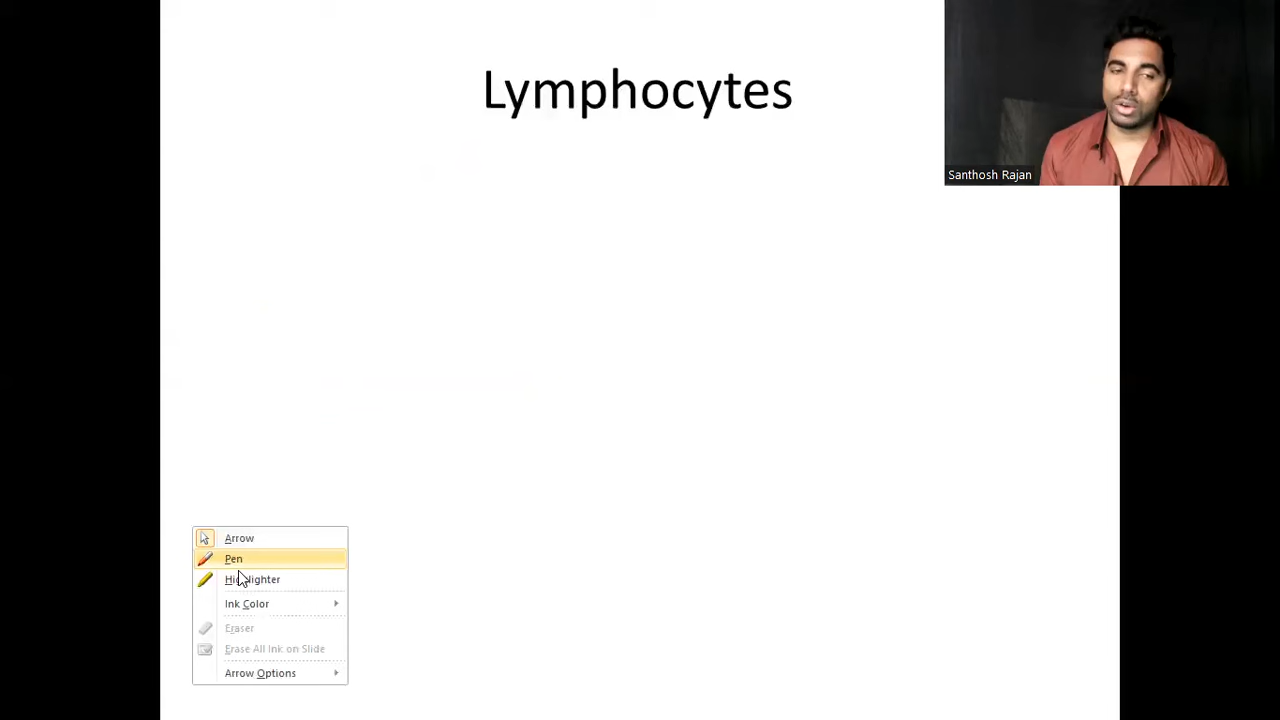 Lymphocytes
Santhosh Rajan
Arrow
Pen
Highlighter
Ink Color
Eraser
Erase All Ink on Slide
Arrow Options